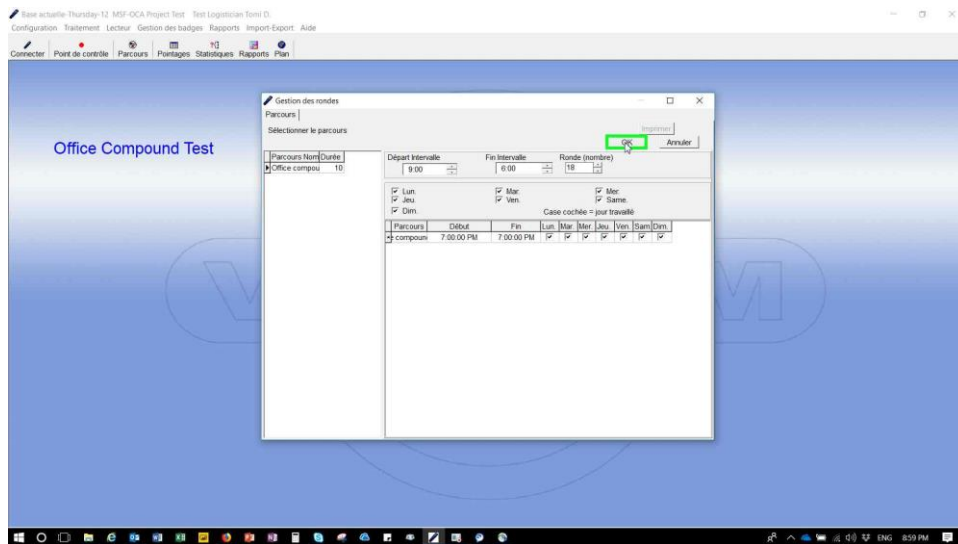 Base actuelle-Thursday-12 MSF-OCA Project Test Test Logistician Tomi D.
Configuration Traitement Lecteur Gestion des badges Rapports Import-Export Aide
Connecter Point de contrôle Parcours Pointages Statistiques Rapports Plan
Office Compound Test
Gestion des rondes
Parcours
Sélectionner le parcours
Imprimer
OK Annuler
Parcours Nom Durée
Office compou 10
Départ Intervalle Fin Intervalle Ronde (nombre)
9:00 6:00 18
Lun. Mar. Mer.
Jeu. Ven. Same.
Dim. Case cochée = jour travaillé
Parcours Début Fin Lun. Mar. Mer. Jeu. Ven. Sam Dim.
compoun 7:00:00 PM 7:00:00 PM
ENG 8:59 PM